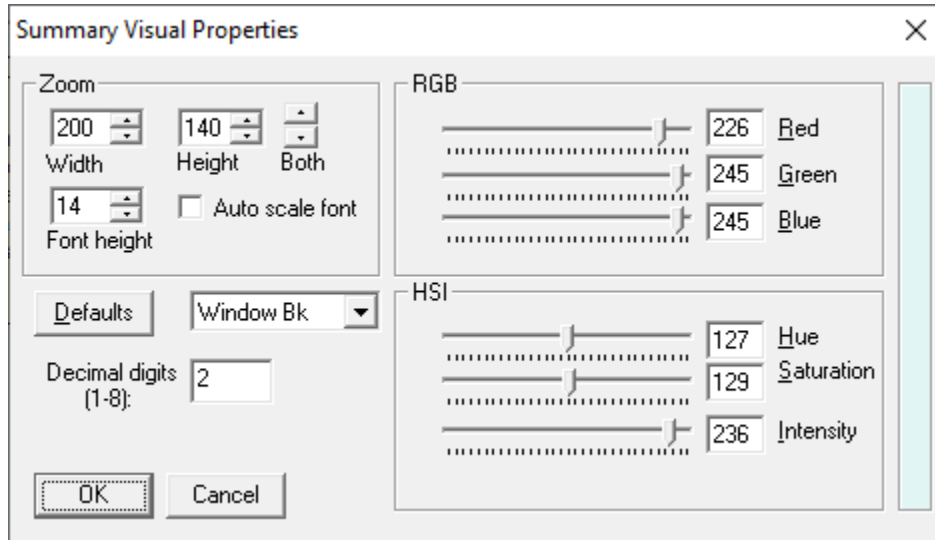 Summary Visual Properties
Zoom
200
140
Width
Height
Both
14
Auto scale font
Font height
RGB
226 Red
245 Green
245 Blue
Defaults
Window Bk
Decimal digits
(1-8):
2
HSI
127 Hue
129 Saturation
236 Intensity
OK
Cancel